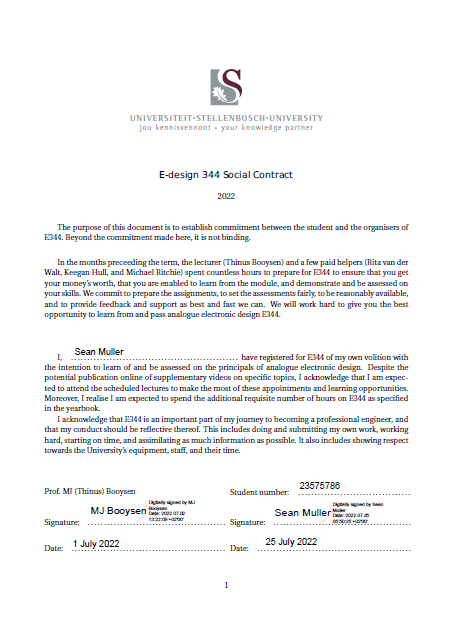 UNIVERSITEIT•STELLENBOSCH•UNIVERSITY
jou kennisvennoot • your knowledge partner
E-design 344 Social Contract
2022
The purpose of this document is to establish commitment between the student and the organisers of
E344. Beyond the commitment made here, it is not binding.
In the months preceeding the term, the lecturer (Thinus Booysen) and a few paid helpers (Rita van der
Walt, Keegan Hull, and Michael Ritchie) spent countless hours to prepare for E344 to ensure that you get
your money's worth, that you are enabled to learn from the module, and demonstrate and be assessed on
your skills. We commit to prepare the assignments, to set the assessments fairly, to be reasonably available,
and to provide feedback and support as best and fast we can. We will work hard to give you the best
opportunity to learn from and pass analogue electronic design E344.
I, Sean Muller have registered for E344 of my own volition with
the intention to learn of and be assessed on the principals of analogue electronic design. Despite the
potential publication online of supplementary videos on specific topics, I acknowledge that I am expec-
ted to attend the scheduled lectures to make the most of these appointments and learning opportunities.
Moreover, I realise I am expected to spend the additional requisite number of hours on E344 as specified
in the yearbook.
I acknowledge that E344 is an important part of my journey to becoming a professional engineer, and
that my conduct should be reflective thereof. This includes doing and submitting my own work, working
hard, starting on time, and assimilating as much information as possible. It also includes showing respect
towards the University's equipment, staff, and their time.
Prof. MJ (Thinus) Booysen
Student number: 23575786
Signature: MJ Booysen
Digitally signed by MJ
Booysen
Date: 2022.07.02
13:22:09 +02'00'
Signature: Sean Muller
Digitally signed by Sean
Muller
Date: 2022.07.25
Date: 1 July 2022
Date: 25 July 2022
1